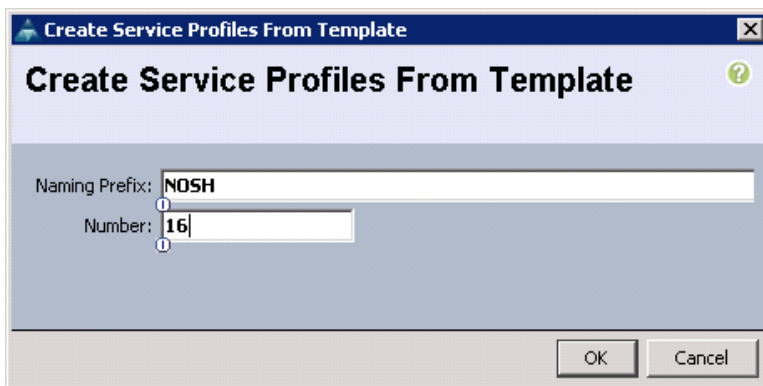 Create Service Profiles From Template
Create Service Profiles From Template
?
Naming Prefix: NOSH
Number: 16
OK Cancel